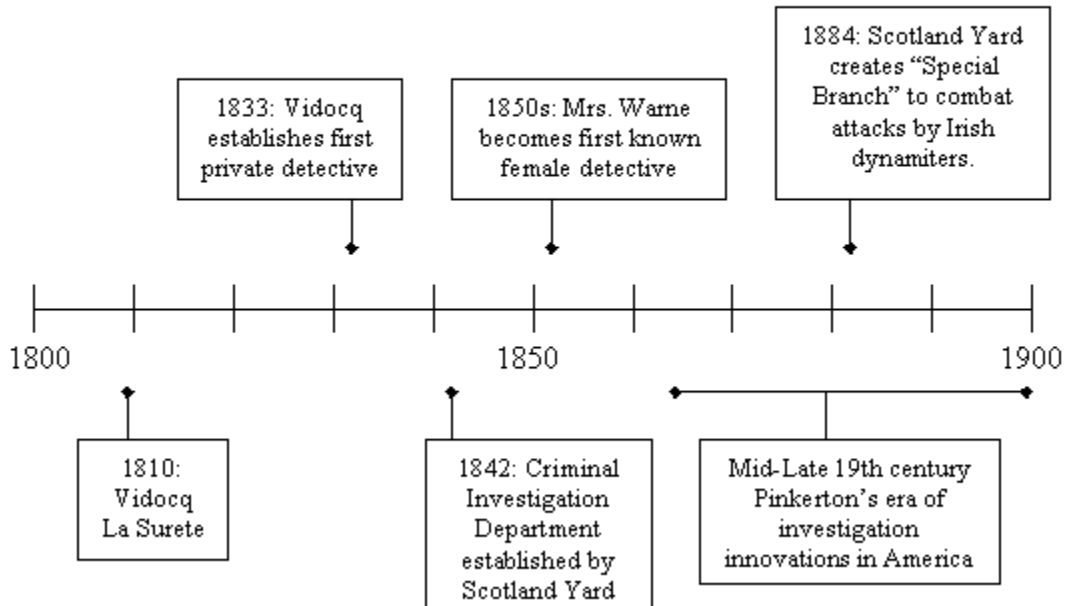 1884: Scotland Yard
creates “Special
Branch” to combat
attacks by Irish
dynamiters.
1833: Vidocq
establishes first
private detective
1850s: Mrs. Warne
becomes first known
female detective
1800
1850
1900
1810:
Vidocq
La Surete
1842: Criminal
Investigation
Department
established by
Scotland Yard
Mid-Late 19th century
Pinkerton’s era of
investigation
innovations in America